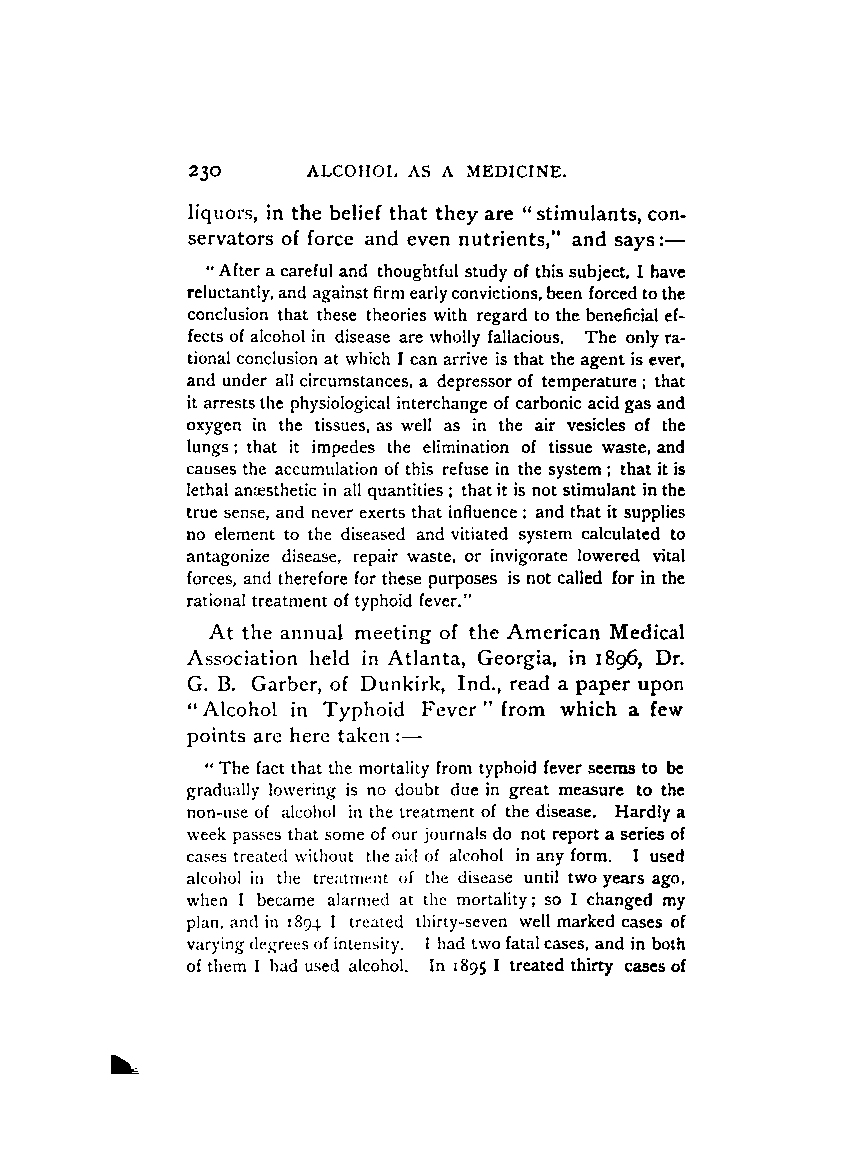 230 ALCOHOL AS A MEDICINE.
liquors, in the belief that they are “stimulants, con-
servators of force and even nutrients,” and says:—
“After a careful and thoughtful study of this subject, I have
reluctantly, and against firm early convictions, been forced to the
conclusion that these theories with regard to the beneficial ef-
fects of alcohol in disease are wholly fallacious. The only ra-
tional conclusion at which I can arrive is that the agent is ever,
and under all circumstances, a depressor of temperature; that
it arrests the physiological interchange of carbonic acid gas and
oxygen in the tissues, as well as in the air vesicles of the
lungs; that it impedes the elimination of tissue waste, and
causes the accumulation of this refuse in the system; that it is
lethal anæsthetic in all quantities; that it is not stimulant in the
true sense, and never exerts that influence; and that it supplies
no element to the diseased and vitiated system calculated to
antagonize disease, repair waste, or invigorate lowered vital
forces, and therefore for these purposes is not called for in the
rational treatment of typhoid fever.”
At the annual meeting of the American Medical
Association held in Atlanta, Georgia, in 1896, Dr.
G. B. Garber, of Dunkirk, Ind., read a paper upon
“Alcohol in Typhoid Fever” from which a few
points are here taken:—
“The fact that the mortality from typhoid fever seems to be
gradually lowering is no doubt due in great measure to the
non-use of alcohol in the treatment of the disease. Hardly a
week passes that some of our journals do not report a series of
cases treated without the aid of alcohol in any form. I used
alcohol in the treatment of the disease until two years ago,
when I became alarmed at the mortality; so I changed my
plan, and in 1894 I treated thirty-seven well marked cases of
varying degrees of intensity. I had two fatal cases, and in both
of them I had used alcohol. In 1895 I treated thirty cases of